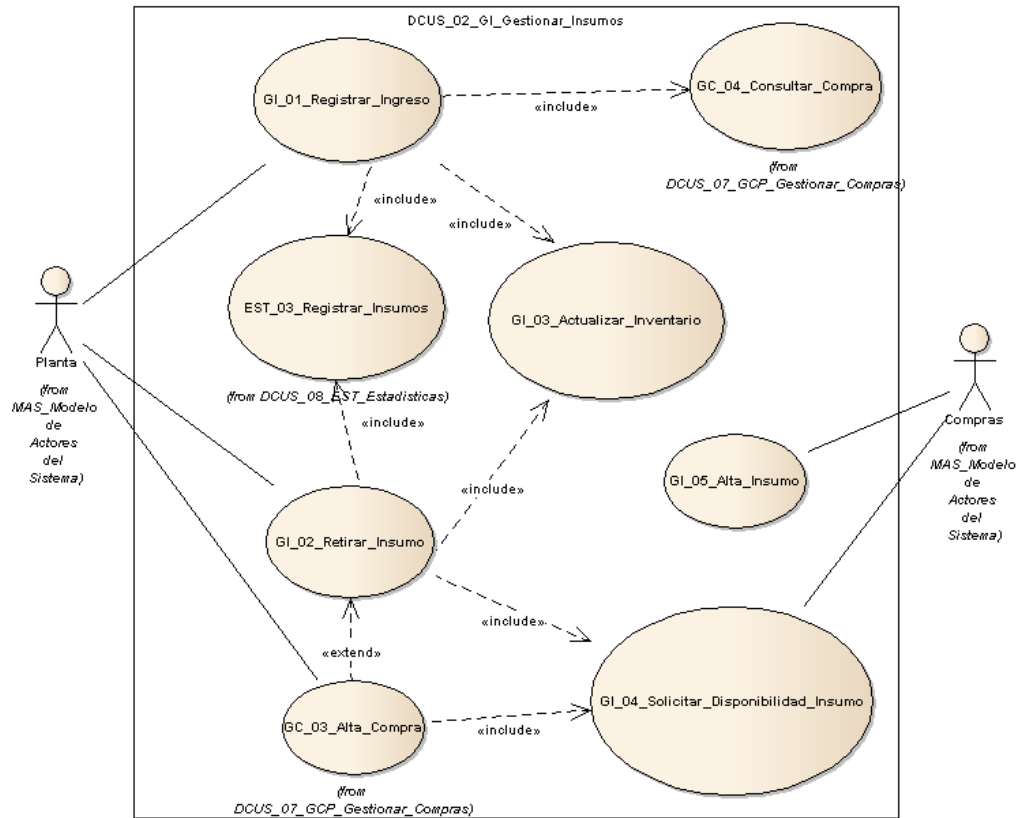 DCUS_02_GI_Gestionar_Insumos
GI_01_Registrar_Ingreso
GC_04_Consultar_Compra
«include»
(from
DCUS_07_GCP_Gestionar_Compras)
«include»
«include»
EST_03_Registrar_Insumos
GI_03_Actualizar_Inventario
(from DCUS_08_EST_Estadisticas)
«include»
Planta
(from
MAS_Modelo
de
Actores
del
Sistema)
Compras
(from
MAS_Modelo
de
Actores
del
Sistema)
GI_05_Alta_Insumo
«include»
GI_02_Retirar_Insumo
«include»
«extend»
GI_04_Solicitar_Disponibilidad_Insumo
GC_03_Alta_Compra
«include»
(from
DCUS_07_GCP_Gestionar_Compras)